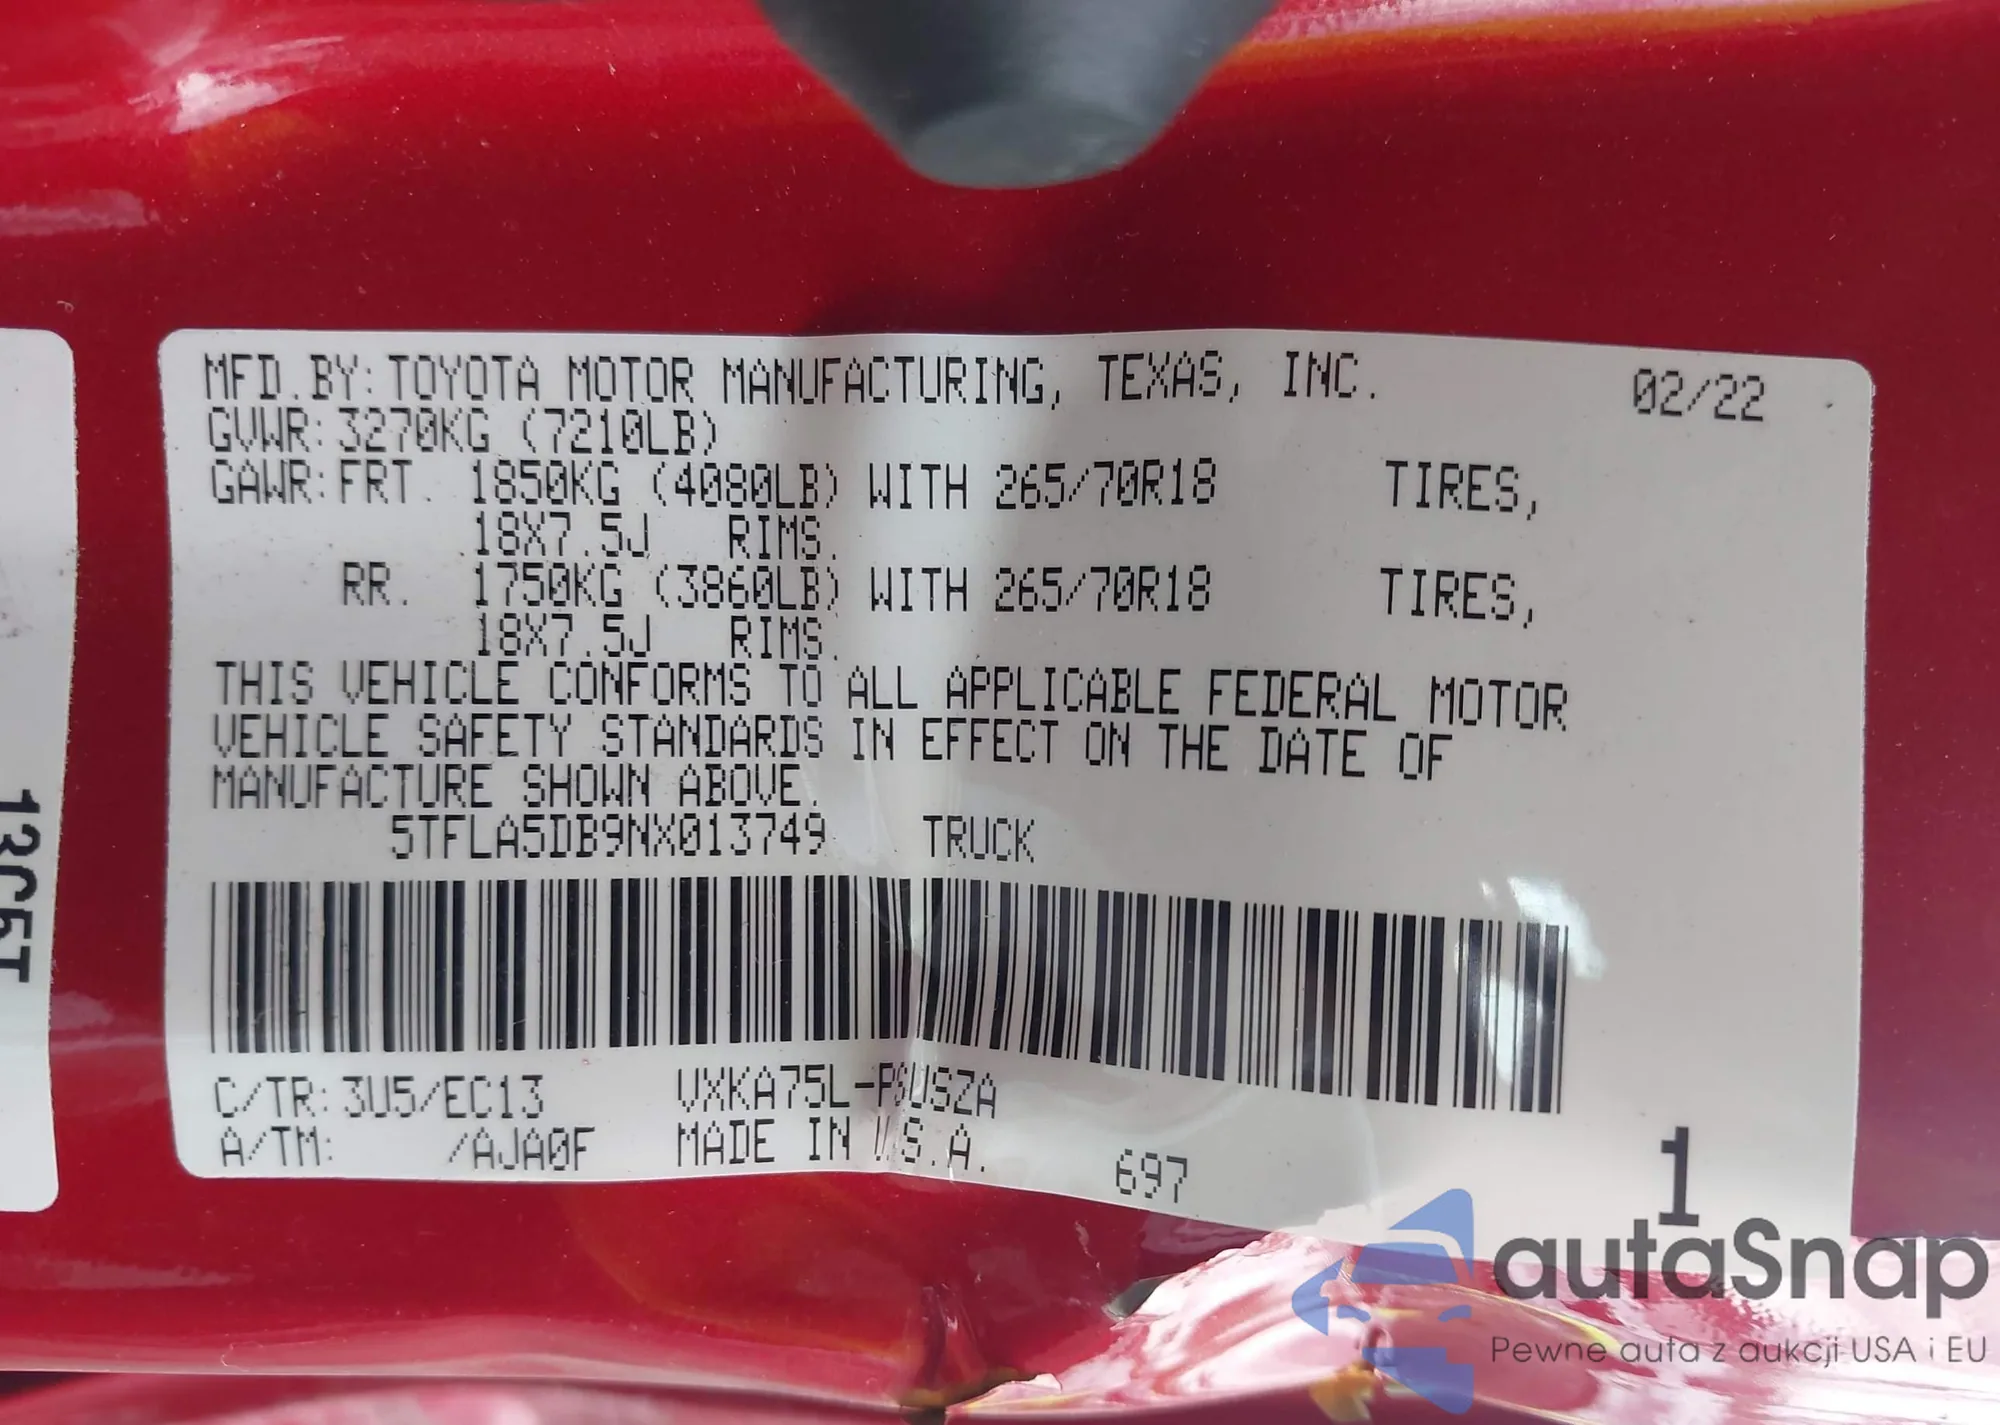 MFD.BY:TOYOTA MOTOR MANUFACTURING, TEXAS, INC. 02/22
GVWR:3270KG (7210LB)
GAWR:FRT. 1850KG (4080LB) WITH 265/70R18 TIRES,
18X7.5J RIMS.
RR. 1750KG (3860LB) WITH 265/70R18 TIRES,
18X7.5J RIMS.
THIS VEHICLE CONFORMS TO ALL APPLICABLE FEDERAL MOTOR
VEHICLE SAFETY STANDARDS IN EFFECT ON THE DATE OF
MANUFACTURE SHOWN ABOVE.
5TFLA5DB9NX013749 TRUCK
C/TR:3U5/EC13 VXKA75L-PSUSZA
A/TM: /AJA0F MADE IN U.S.A. 697
1
autaSnap
Pewne auta z aukcji USA i EU